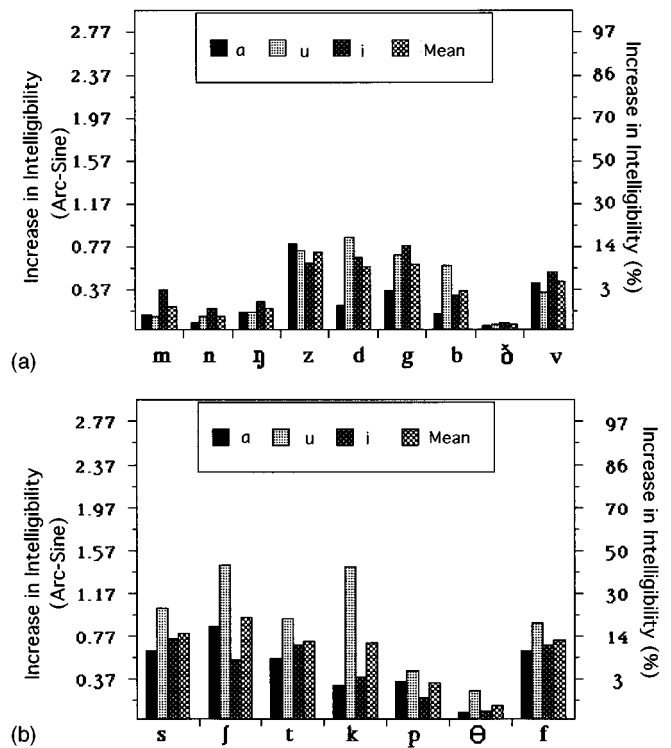 2.77
2.37
1.97
1.57
1.17
0.77
0.37
Increase in Intelligibility
(Arc-Sine)
a u i Mean
97
86
70
50
30
14
3
Increase in Intelligibility (%)
m n ŋ z d g b ð v
(a)
2.77
2.37
1.97
1.57
1.17
0.77
0.37
Increase in Intelligibility
(Arc-Sine)
a u i Mean
97
86
70
50
30
14
3
Increase in Intelligibility (%)
s ʃ t k p Θ f
(b)